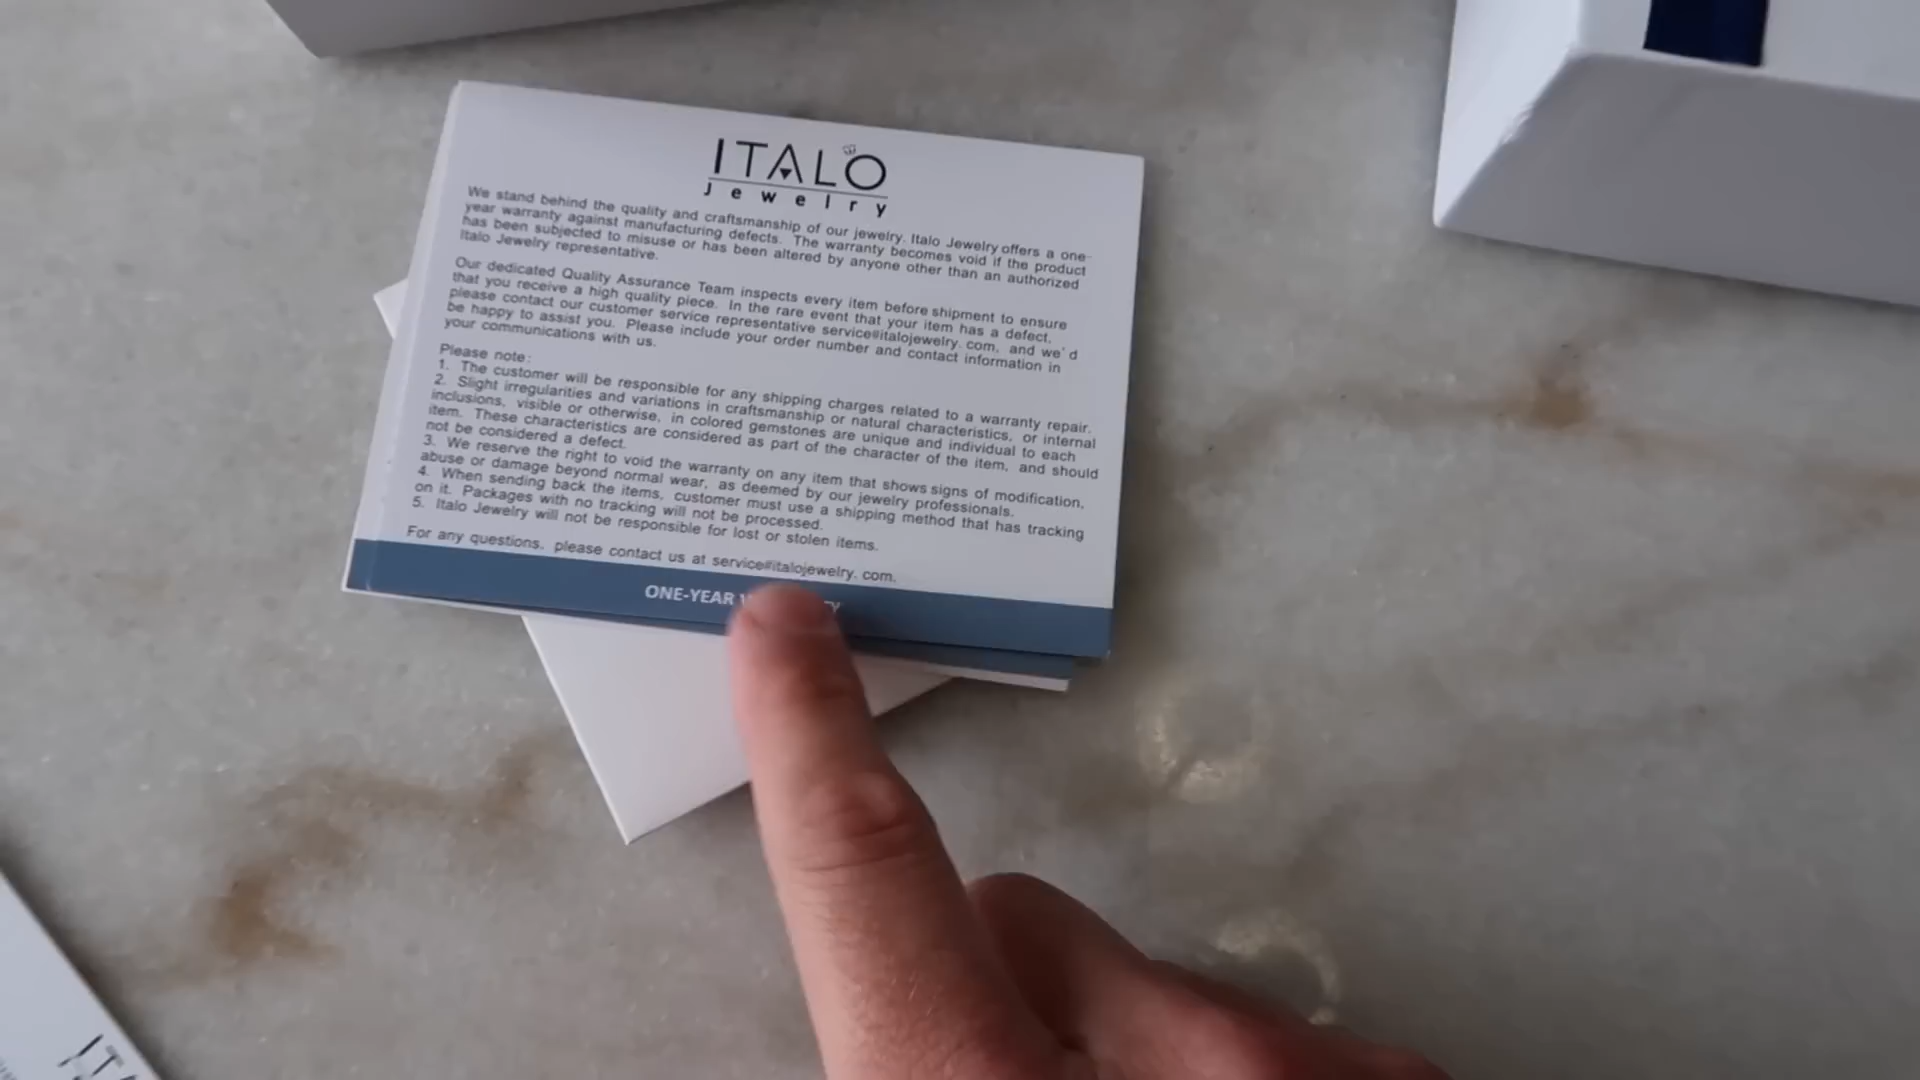 ITALO
Jewelry
We stand behind the quality and craftsmanship of our jewelry. Italo Jewelry offers a one-
year warranty against manufacturing defects. The warranty becomes void if the product
has been subjected to misuse or has been altered by anyone other than an authorized
Italo Jewelry representative.
Our dedicated Quality Assurance Team inspects every item before shipment to ensure
that you receive a high quality piece. In the rare event that your item has a defect,
please contact our customer service representative service@italojewelry. com, and we' d
be happy to assist you. Please include your order number and contact information in
your communications with us.
Please note:
1. The customer will be responsible for any shipping charges related to a warranty repair.
2. Slight irregularities and variations in craftsmanship or natural characteristics, or internal
inclusions, visible or otherwise, in colored gemstones are unique and individual to each
item. These characteristics are considered as part of the character of the item, and should
not be considered a defect.
3. We reserve the right to void the warranty on any item that shows signs of modification,
abuse or damage beyond normal wear, as deemed by our jewelry professionals.
4. When sending back the items, customer must use a shipping method that has tracking
on it. Packages with no tracking will not be processed.
5. Italo Jewelry will not be responsible for lost or stolen items.
For any questions, please contact us at service@italojewelry. com.
ONE-YEAR